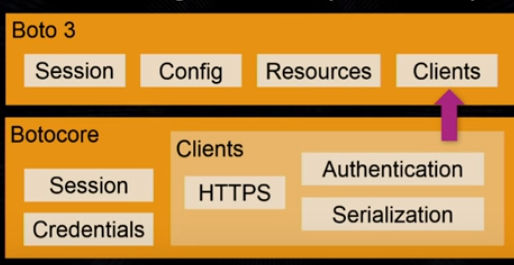 Boto 3
Session Config Resources Clients
Botocore
Clients
Session
Credentials
HTTPS
Authentication
Serialization